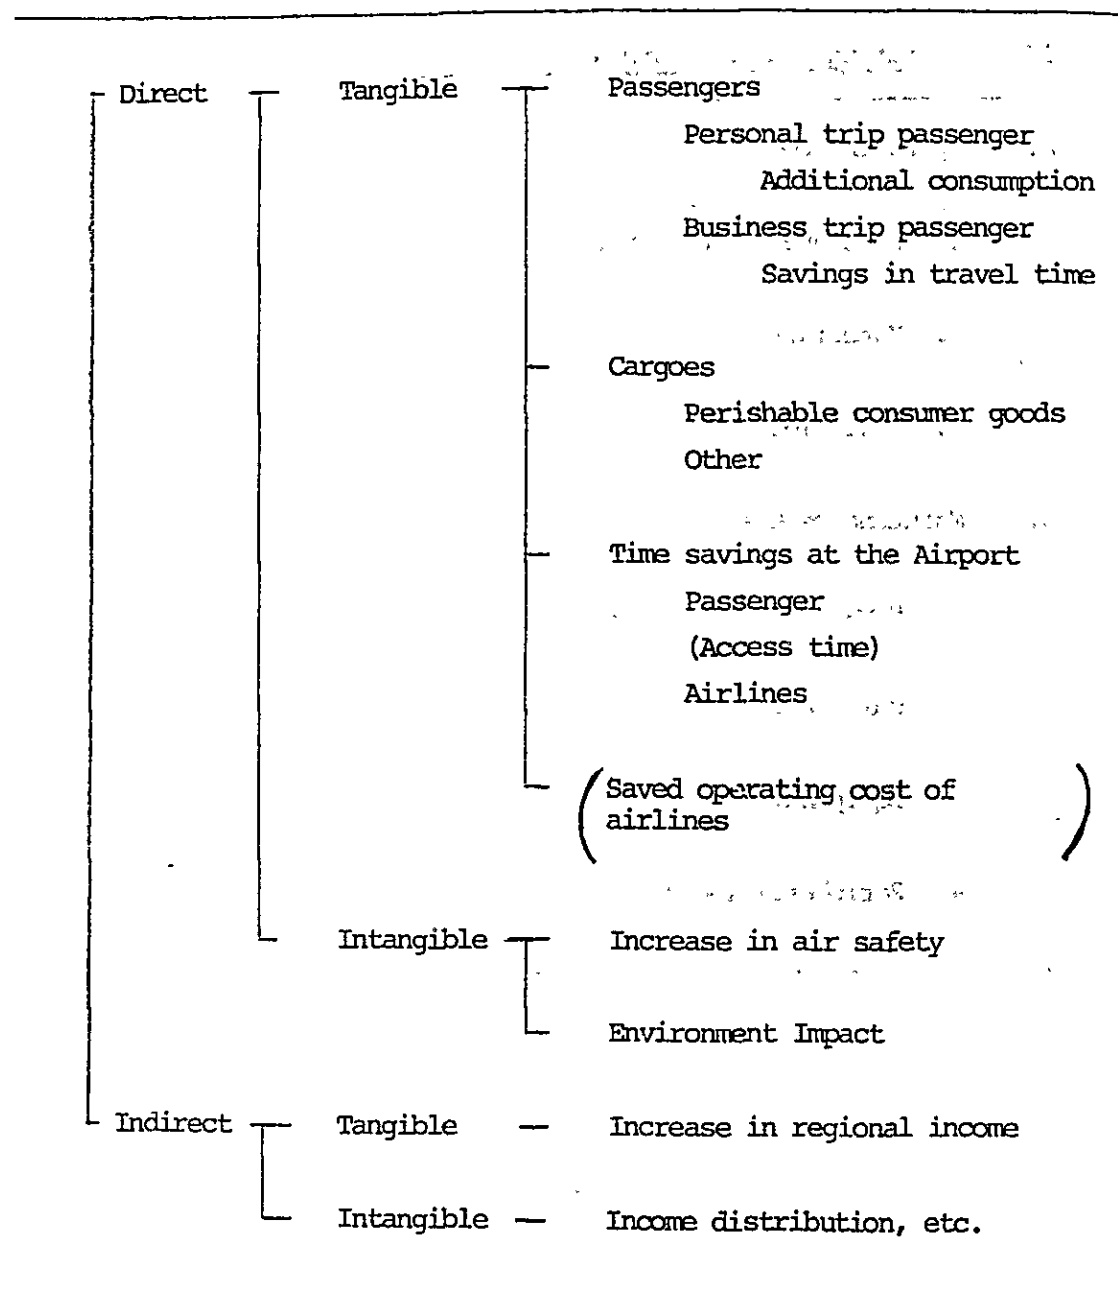 Direct Tangible Passengers
Personal trip passenger
Additional consumption
Business trip passenger
Savings in travel time
Cargoes
Perishable consumer goods
Other
Time savings at the Airport
Passenger
(Access time)
Airlines
(Saved operating cost of
airlines)
Intangible Increase in air safety
Environment Impact
Indirect Tangible Increase in regional income
Intangible Income distribution, etc.